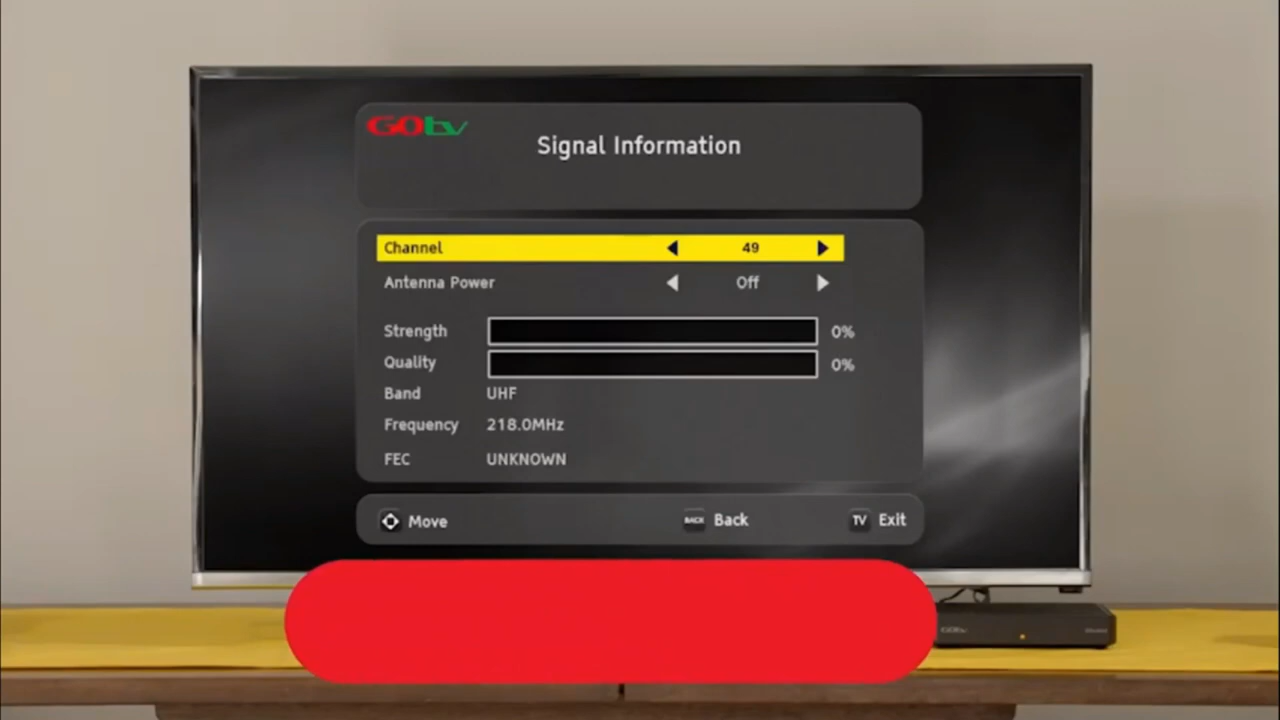 GOtv
Signal Information
Channel 49
Antenna Power Off
Strength 0%
Quality 0%
Band UHF
Frequency 218.0MHz
FEC UNKNOWN
Move BACK Back TV Exit
GOtv